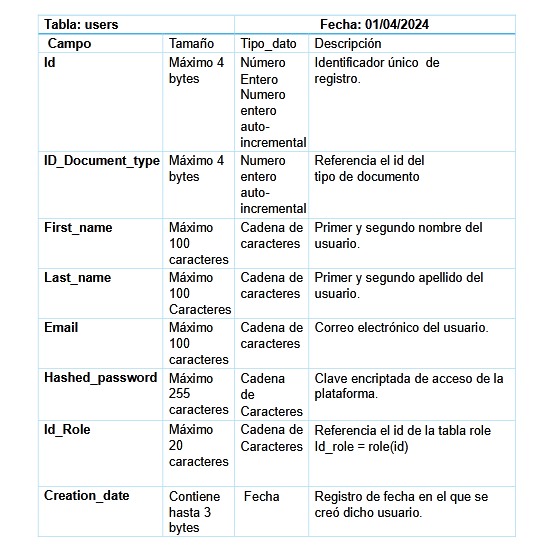 Tabla: users Fecha: 01/04/2024
Campo Tamaño Tipo_dato Descripción
Id Máximo 4 Número Identificador único de
bytes Entero registro.
Numero
entero
auto-
incremental
ID_Document_type Máximo 4 Numero Referencia el id del
bytes entero tipo de documento
auto-
incremental
First_name Máximo Cadena de Primer y segundo nombre del
100 caracteres usuario.
caracteres
Last_name Máximo Cadena de Primer y segundo apellido del
100 caracteres usuario.
Caracteres
Email Máximo Cadena de Correo electrónico del usuario.
100 caracteres
caracteres
Hashed_password Máximo Cadena Clave encriptada de acceso de la
255 de plataforma.
caracteres Caracteres
Id_Role Máximo Cadena de Referencia el id de la tabla role
20 Caracteres Id_role = role(id)
caracteres
Creation_date Contiene Fecha Registro de fecha en el que se
hasta 3 creó dicho usuario.
bytes